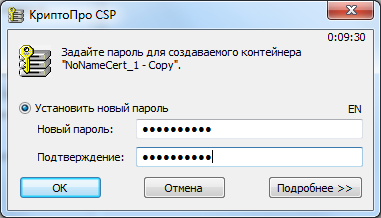 КриптоПро CSP
0:09:30
Задайте пароль для создаваемого контейнера
"NoNameCert_1 - Copy".
Установить новый пароль
EN
Новый пароль: ●●●●●●●●●●
Подтверждение: ●●●●●●●●●●
ОК
Отмена
Подробнее >>